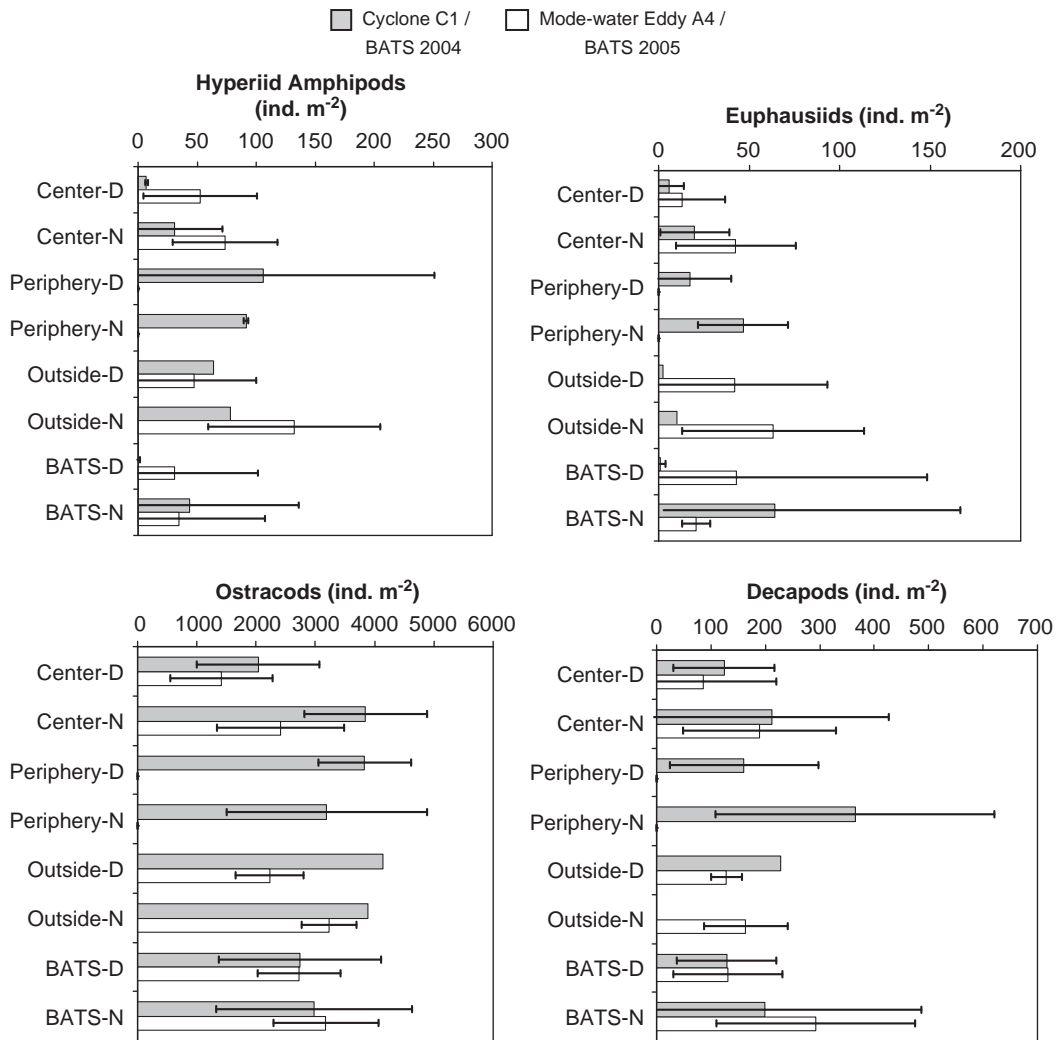 Cyclone C1 / BATS 2004
Mode-water Eddy A4 / BATS 2005
Hyperiid Amphipods
(ind. m-2)
0 50 100 150 200 250 300
Center-D
Center-N
Periphery-D
Periphery-N
Outside-D
Outside-N
BATS-D
BATS-N
Euphausiids (ind. m-2)
0 50 100 150 200
Center-D
Center-N
Periphery-D
Periphery-N
Outside-D
Outside-N
BATS-D
BATS-N
Ostracods (ind. m-2)
0 1000 2000 3000 4000 5000 6000
Center-D
Center-N
Periphery-D
Periphery-N
Outside-D
Outside-N
BATS-D
BATS-N
Decapods (ind. m-2)
0 100 200 300 400 500 600 700
Center-D
Center-N
Periphery-D
Periphery-N
Outside-D
Outside-N
BATS-D
BATS-N